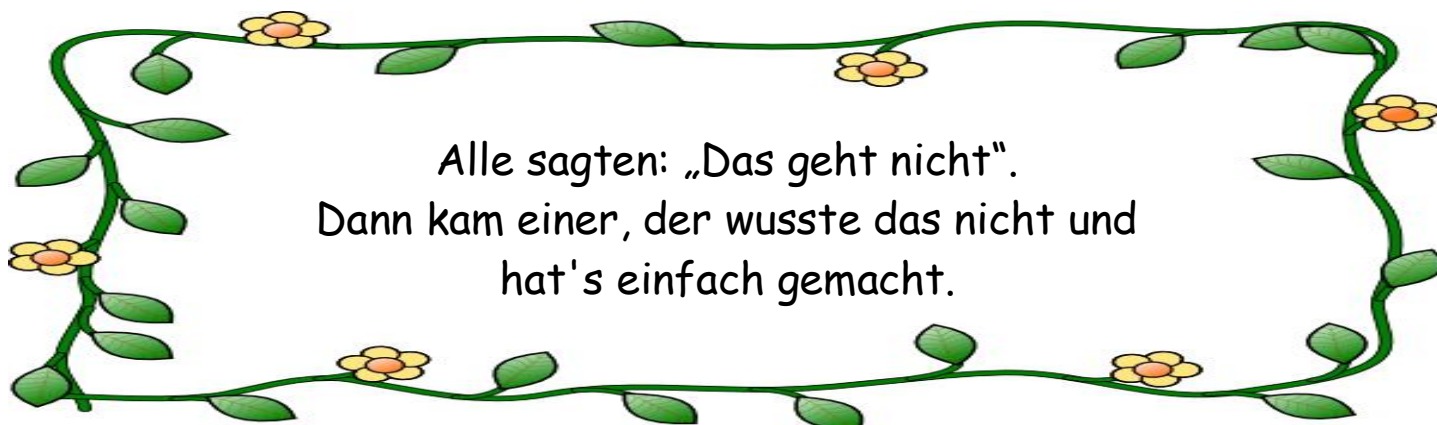 Alle sagten: „Das geht nicht“.
Dann kam einer, der wusste das nicht und
hat's einfach gemacht.